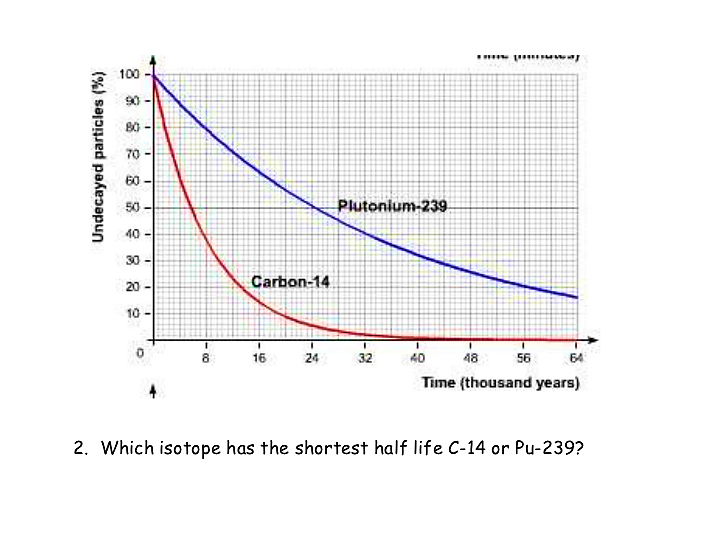 Time (minutes)
Undecayed particles (%)
100
90
80
70
60
50
40
30
20
10
0
Plutonium-239
Carbon-14
8 16 24 32 40 48 56 64
Time (thousand years)
2. Which isotope has the shortest half life C-14 or Pu-239?